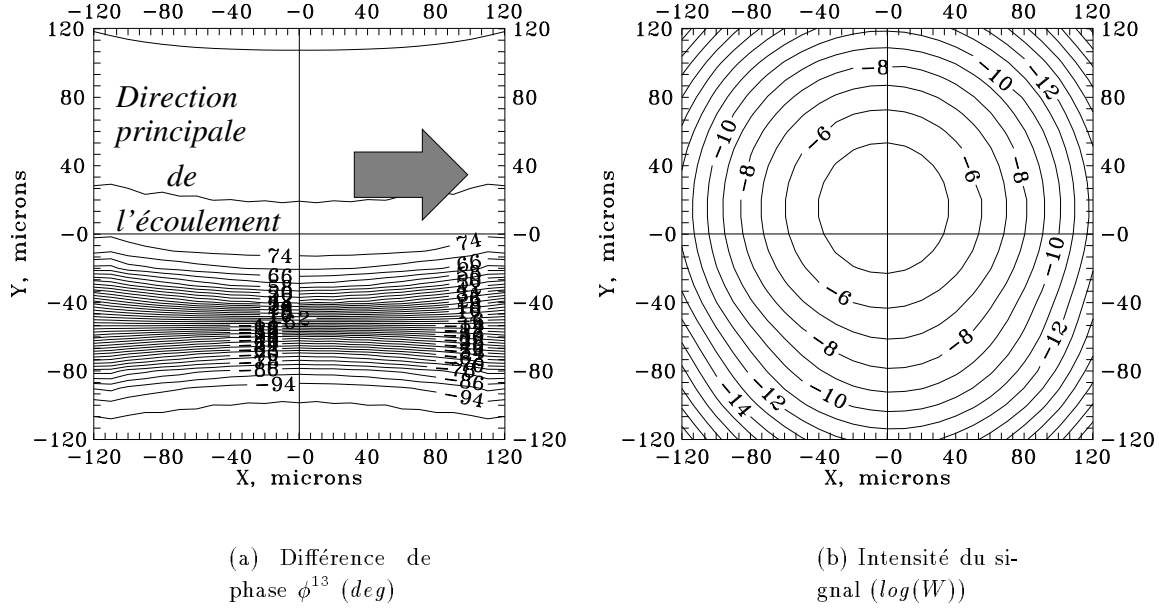 −120 −80 −40 −0 40 80 120
−120 −80 −40 −0 40 80 120
120 120 120 120
Direction
principale
de
l'écoulement
80 80 80 80
40 40 40 40
−0 −0 −0 −0
−40 −40 −40 −40
−80 −80 −80 −80
−120 −120 −120 −120
Y, microns
74 74
66 66
−86 −86
−94 −94
Y, microns
−8 −12
−10 −10
−10 −6
−8 −6 −8
−10
−6
−8 −8 −12
−10 −10
−12
−14
−120 −80 −40 −0 40 80 120
−120 −80 −40 −0 40 80 120
X, microns
X, microns
(a) Différence de
phase ϕ¹³ (deg)
(b) Intensité du si-
gnal (log(W))